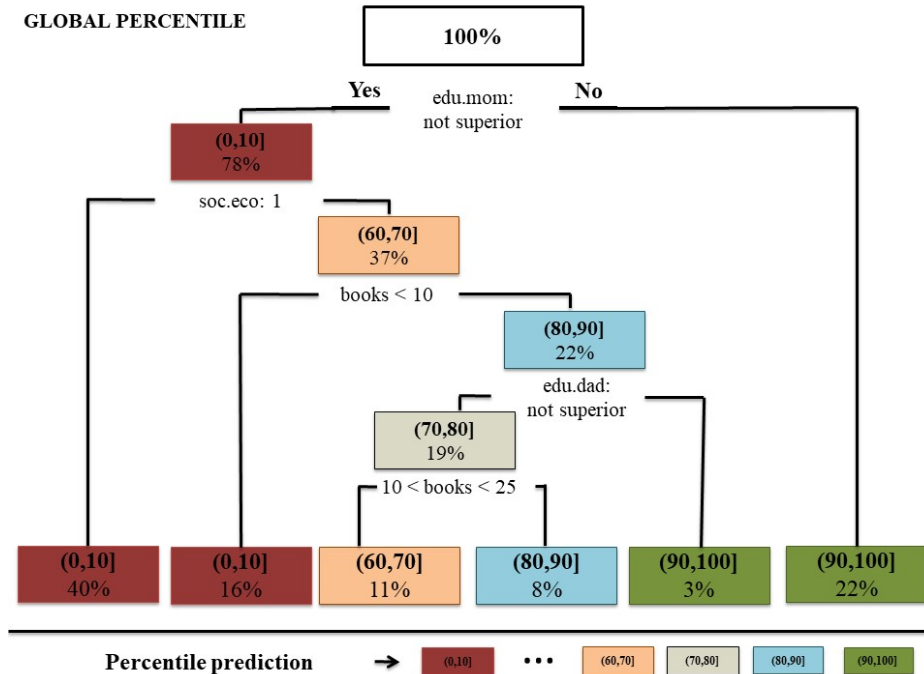 GLOBAL PERCENTILE
100%
Yes
No
edu.mom:
not superior
(0,10]
78%
soc.eco: 1
(60,70]
37%
books < 10
(80,90]
22%
edu.dad:
not superior
(70,80]
19%
10 < books < 25
(0,10]
40%
(0,10]
16%
(60,70]
11%
(80,90]
8%
(90,100]
3%
(90,100]
22%
Percentile prediction → (0,10] ••• (60,70] (70,80] (80,90] (90,100]